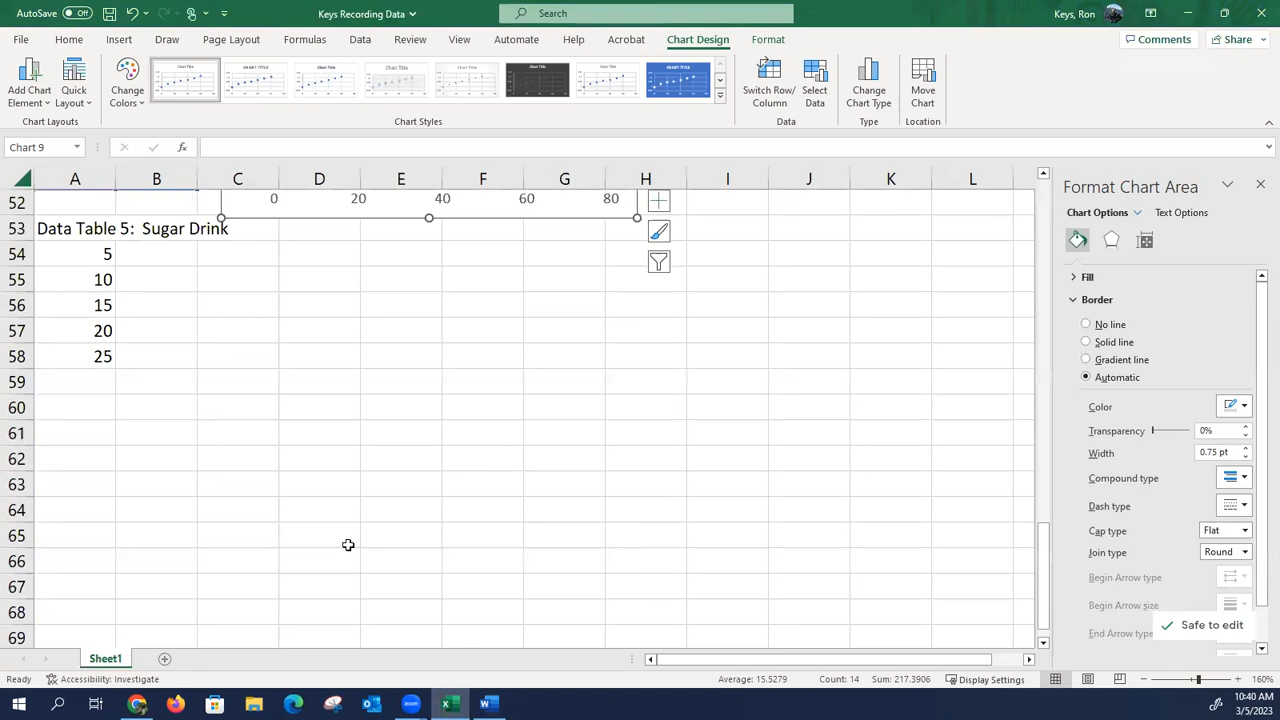 AutoSave Off Keys Recording Data Search Keys, Ron
File Home Insert Draw Page Layout Formulas Data Review View Automate Help Acrobat Chart Design Format Comments Share
Add Chart Element
Quick Layout
Change Colors
Switch Row/ Column
Select Data
Change Chart Type
Move Chart
Chart Layouts Chart Styles Data Type Location
Chart 9 fx
A B C D E F G H I J K L
52 0 20 40 60 80
53 Data Table 5: Sugar Drink
54 5
55 10
56 15
57 20
58 25
59
60
61
62
63
64
65
66
67
68
69
Format Chart Area
Chart Options Text Options
Fill
Border
No line
Solid line
Gradient line
Automatic
Color
Transparency 0%
Width 0.75 pt
Compound type
Dash type
Cap type Flat
Join type Round
Begin Arrow type
Begin Arrow size
End Arrow type
Safe to edit
Sheet1
Ready Accessibility: Investigate Average: 15.5279 Count: 14 Sum: 217.3906 Display Settings 160%
zoom
10:40 AM
3/5/2023